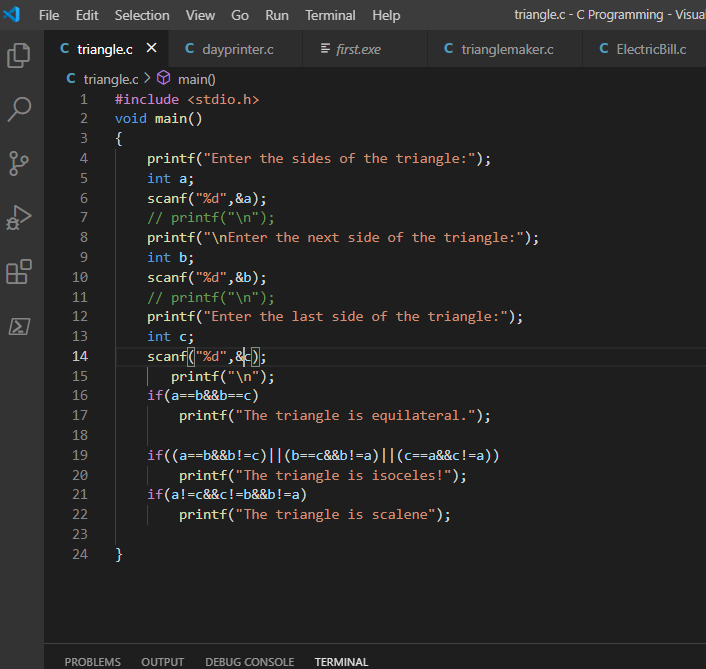 File Edit Selection View Go Run Terminal Help triangle.c - C Programming - Visua
C triangle.c × C dayprinter.c first.exe C trianglemaker.c C ElectricBill.c
C triangle.c > main()
1 #include <stdio.h>
2 void main()
3 {
4 printf("Enter the sides of the triangle:");
5 int a;
6 scanf("%d",&a);
7 // printf("\n");
8 printf("\nEnter the next side of the triangle:");
9 int b;
10 scanf("%d",&b);
11 // printf("\n");
12 printf("Enter the last side of the triangle:");
13 int c;
14 scanf("%d",&c);
15 printf("\n");
16 if(a==b&&b==c)
17 printf("The triangle is equilateral.");
18
19 if((a==b&&b!=c)||(b==c&&b!=a)||(c==a&&c!=a))
20 printf("The triangle is isoceles!");
21 if(a!=c&&c!=b&&b!=a)
22 printf("The triangle is scalene");
23
24 }
PROBLEMS OUTPUT DEBUG CONSOLE TERMINAL